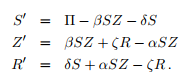 S′ = Π − βSZ − δS
Z′ = βSZ + ζR − αSZ
R′ = δS + αSZ − ζR .